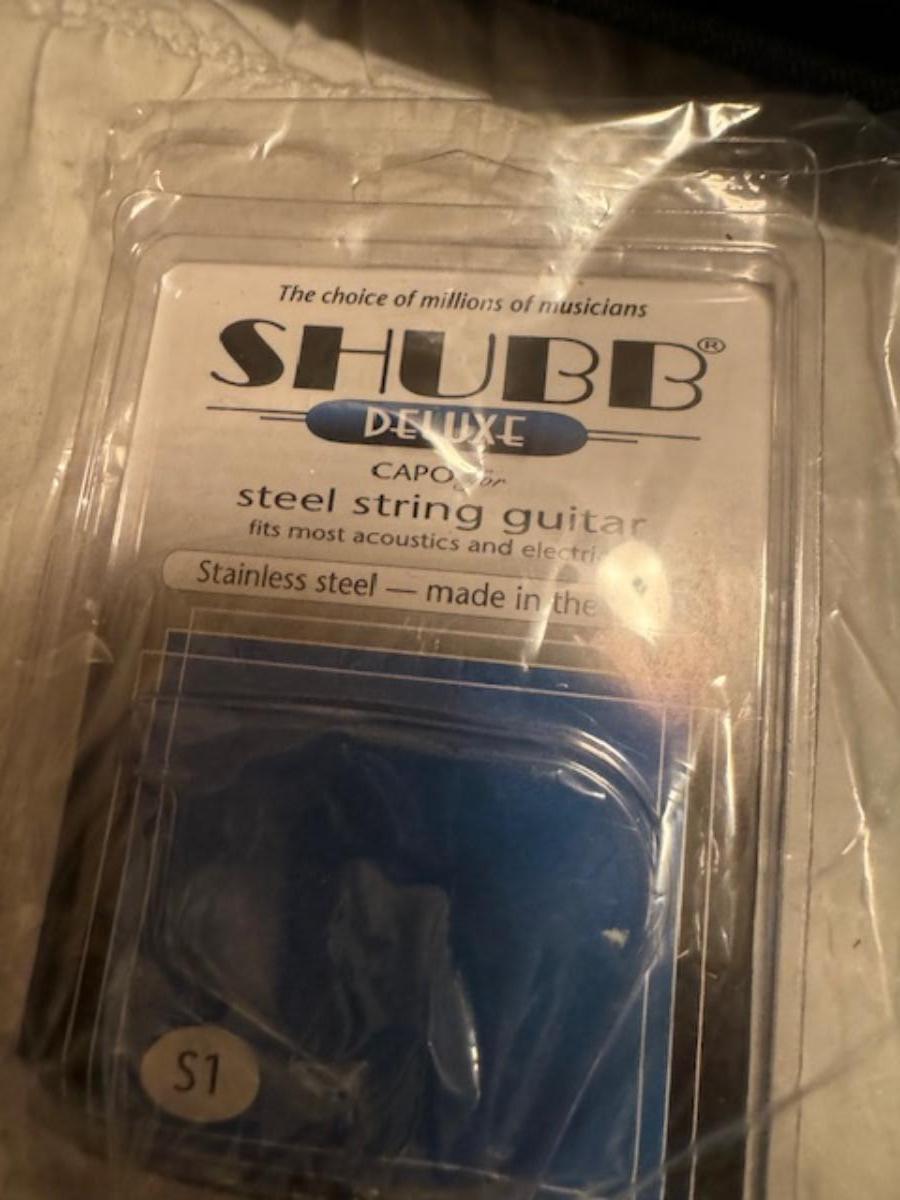 The choice of millions of musicians
SHUBB®
DELUXE
CAPO for
steel string guitar
fits most acoustics and
Stainless steel — made in the
S1